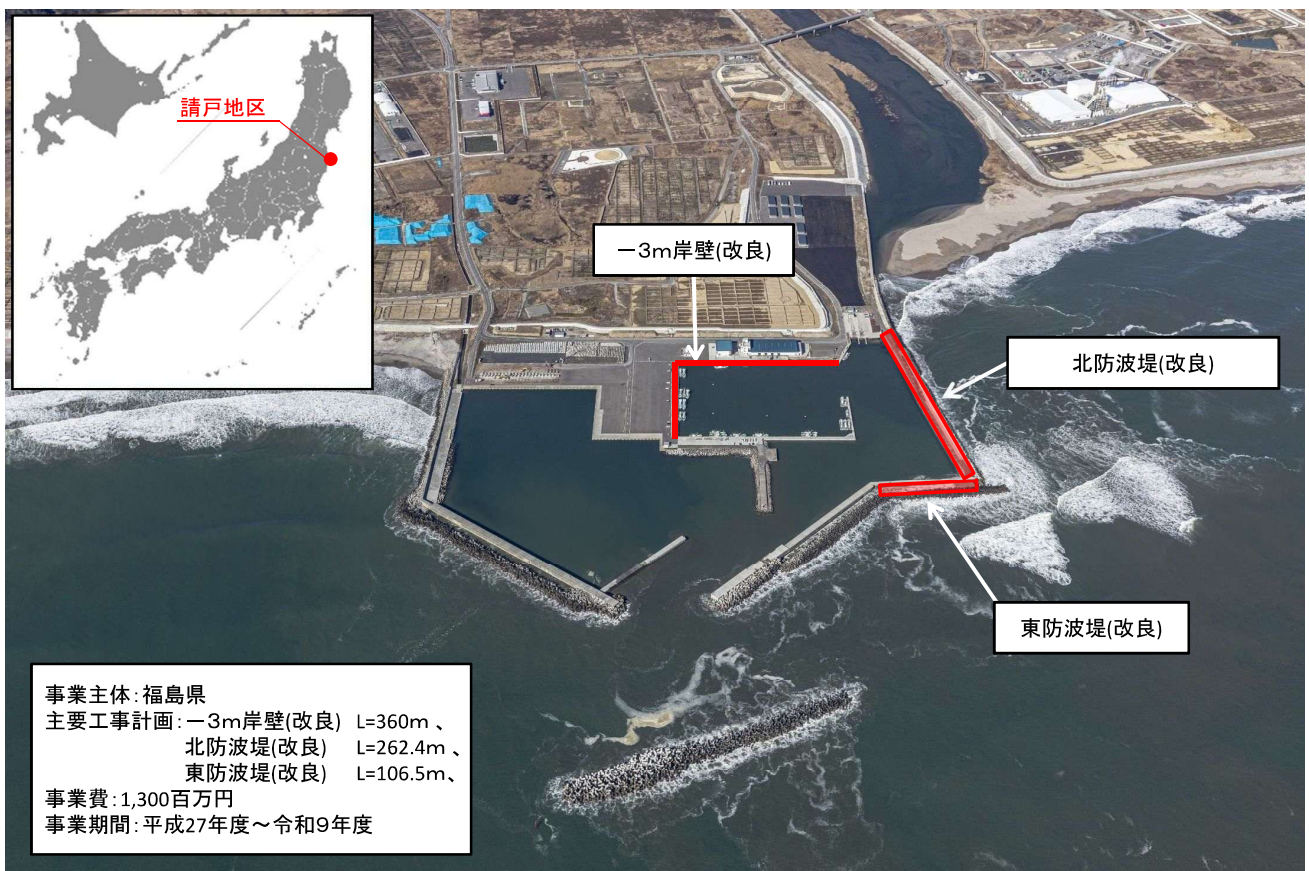 請戸地区
－3ｍ岸壁(改良)
北防波堤(改良)
東防波堤(改良)
事業主体：福島県
主要工事計画：－3ｍ岸壁(改良) L=360ｍ、
北防波堤(改良) L=262.4ｍ、
東防波堤(改良) L=106.5ｍ、
事業費：1,300百万円
事業期間：平成27年度～令和９年度